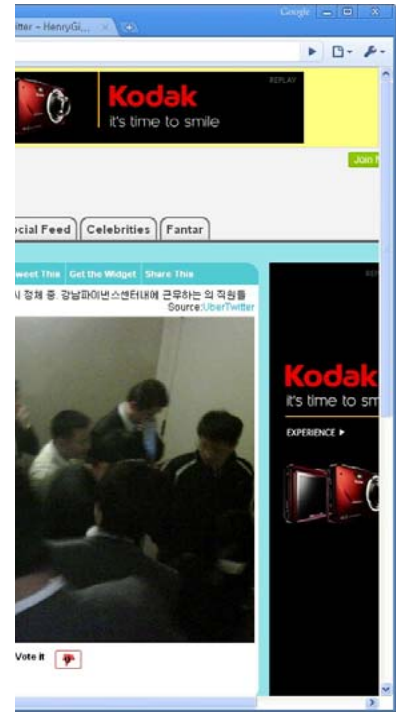 Google
itter - HenryGi...
Kodak
it's time to smile
REPLAY
Join
ocial Feed
Celebrities
Fantar
weet This
Get the Widget
Share This
시 정체 중. 강남파이낸스센터내에 근무하는 의 직원들
Source:UberTwitter
Kodak
it's time to sm
EXPERIENCE
Vote it